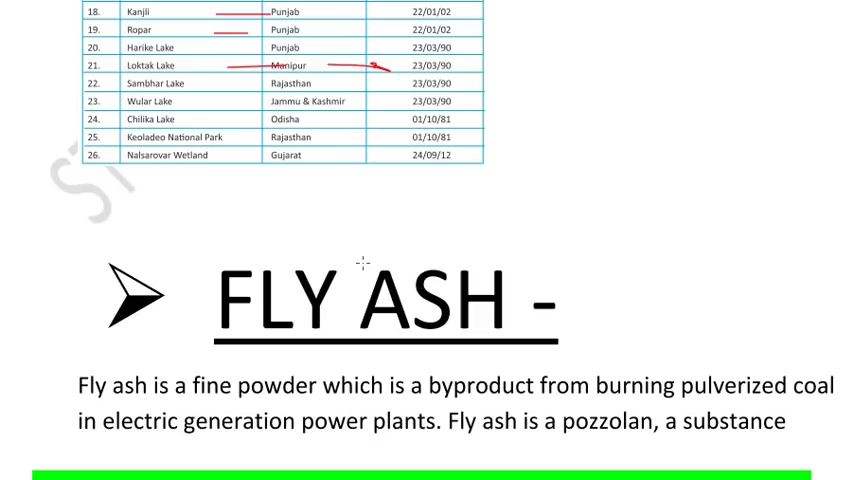 18. Kanjli Punjab 22/01/02
19. Ropar Punjab 22/01/02
20. Harike Lake Punjab 23/03/90
21. Loktak Lake Manipur 23/03/90
22. Sambhar Lake Rajasthan 23/03/90
23. Wular Lake Jammu & Kashmir 23/03/90
24. Chilika Lake Odisha 01/10/81
25. Keoladeo National Park Rajasthan 01/10/81
26. Nalsarovar Wetland Gujarat 24/09/12
ST
FLY ASH -
Fly ash is a fine powder which is a byproduct from burning pulverized coal
in electric generation power plants. Fly ash is a pozzolan, a substance